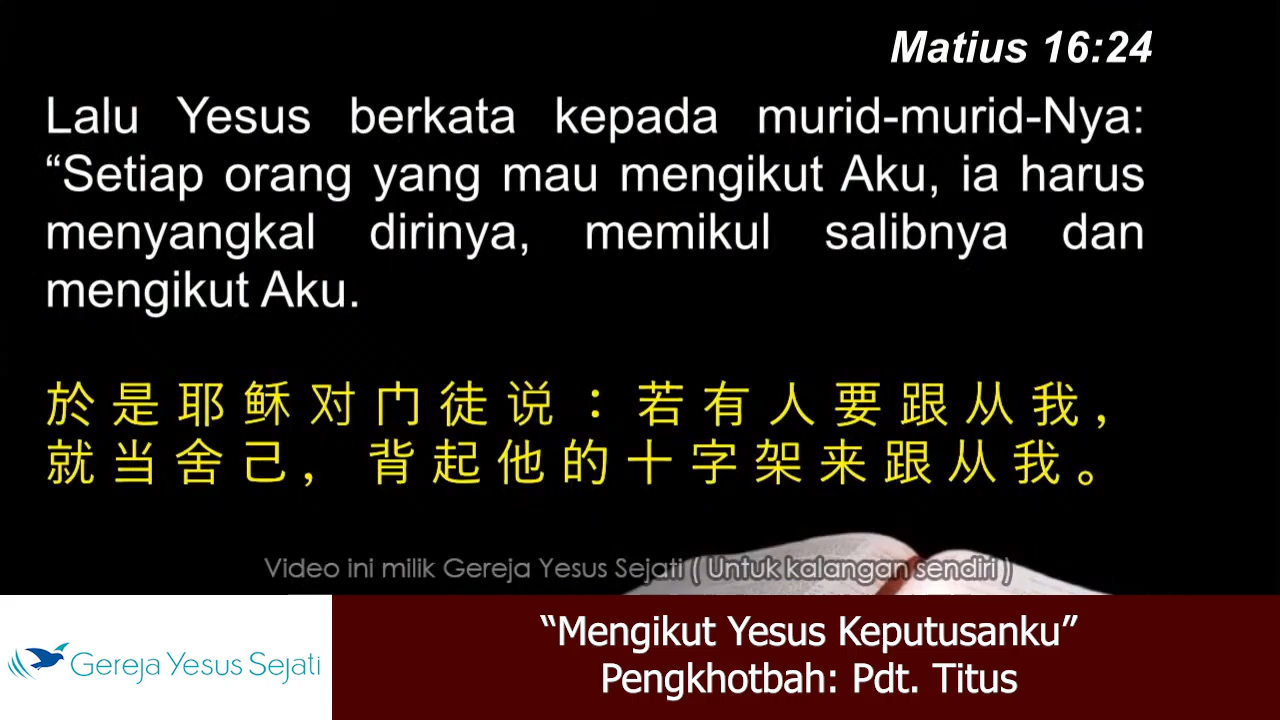 Matius 16:24
Lalu Yesus berkata kepada murid-murid-Nya:
“Setiap orang yang mau mengikut Aku, ia harus
menyangkal dirinya, memikul salibnya dan
mengikut Aku.
於是耶稣对门徒说：若有人要跟从我，
就当舍己，背起他的十字架来跟从我。
Video ini milik Gereja Yesus Sejati ( Untuk kalangan sendiri )
“Mengikut Yesus Keputusanku”
Pengkhotbah: Pdt. Titus
Gereja Yesus Sejati